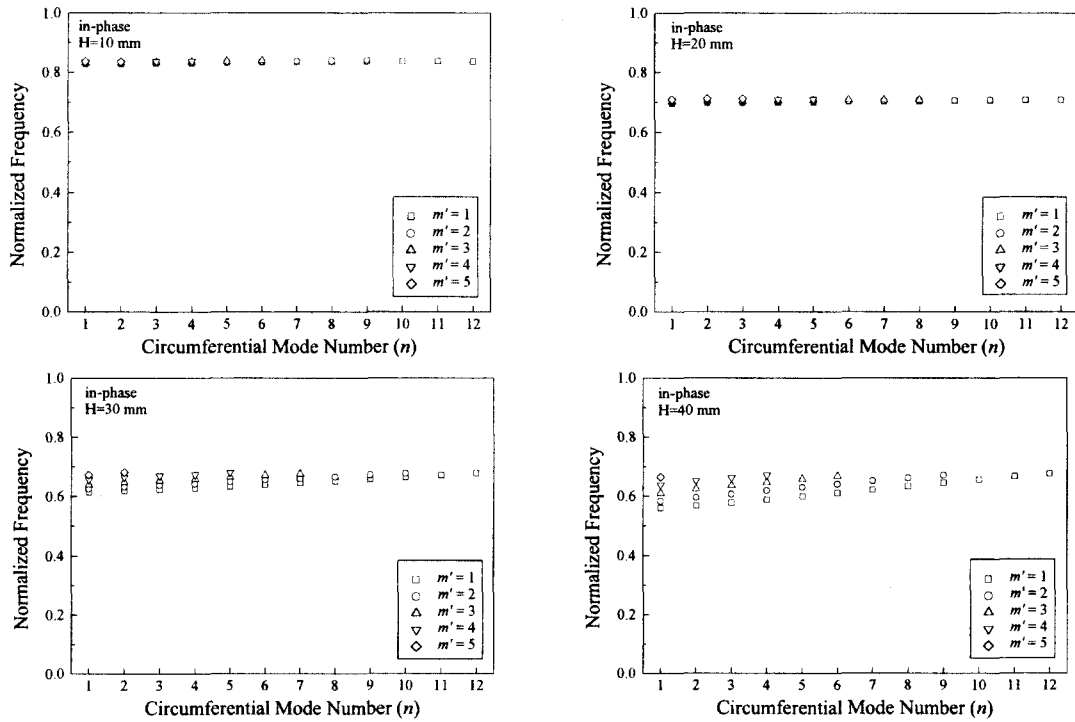 in-phase
H=10 mm
1.0
0.8
0.6
0.4
0.2
0.0
Normalized Frequency
m' = 1
m' = 2
m' = 3
m' = 4
m' = 5
1 2 3 4 5 6 7 8 9 10 11 12
Circumferential Mode Number (n)
in-phase
H=20 mm
1.0
0.8
0.6
0.4
0.2
0.0
Normalized Frequency
m' = 1
m' = 2
m' = 3
m' = 4
m' = 5
1 2 3 4 5 6 7 8 9 10 11 12
Circumferential Mode Number (n)
in-phase
H=30 mm
1.0
0.8
0.6
0.4
0.2
0.0
Normalized Frequency
m' = 1
m' = 2
m' = 3
m' = 4
m' = 5
1 2 3 4 5 6 7 8 9 10 11 12
Circumferential Mode Number (n)
in-phase
H=40 mm
1.0
0.8
0.6
0.4
0.2
0.0
Normalized Frequency
m' = 1
m' = 2
m' = 3
m' = 4
m' = 5
1 2 3 4 5 6 7 8 9 10 11 12
Circumferential Mode Number (n)